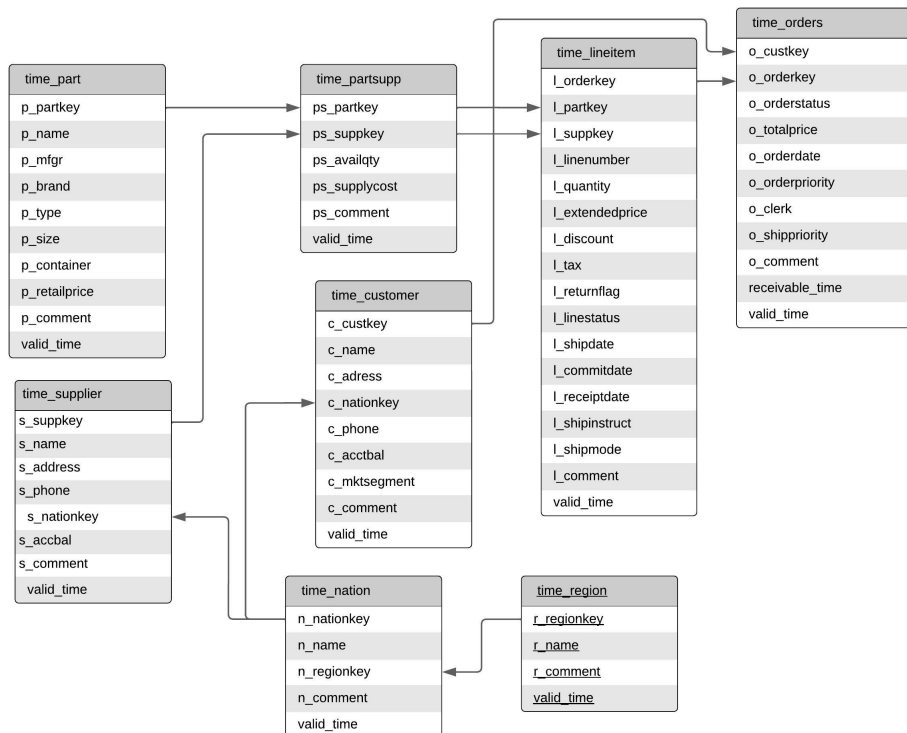 time_part
p_partkey
p_name
p_mfgr
p_brand
p_type
p_size
p_container
p_retailprice
p_comment
valid_time
time_supplier
s_suppkey
s_name
s_address
s_phone
s_nationkey
s_accbal
s_comment
valid_time
time_partsupp
ps_partkey
ps_suppkey
ps_availqty
ps_supplycost
ps_comment
valid_time
time_customer
c_custkey
c_name
c_adress
c_nationkey
c_phone
c_acctbal
c_mktsegment
c_comment
valid_time
time_nation
n_nationkey
n_name
n_regionkey
n_comment
valid_time
time_lineitem
l_orderkey
l_partkey
l_suppkey
l_linenumber
l_quantity
l_extendedprice
l_discount
l_tax
l_returnflag
l_linestatus
l_shipdate
l_commitdate
l_receiptdate
l_shipinstruct
l_shipmode
l_comment
valid_time
time_region
r_regionkey
r_name
r_comment
valid_time
time_orders
o_custkey
o_orderkey
o_orderstatus
o_totalprice
o_orderdate
o_orderpriority
o_clerk
o_shippriority
o_comment
receivable_time
valid_time